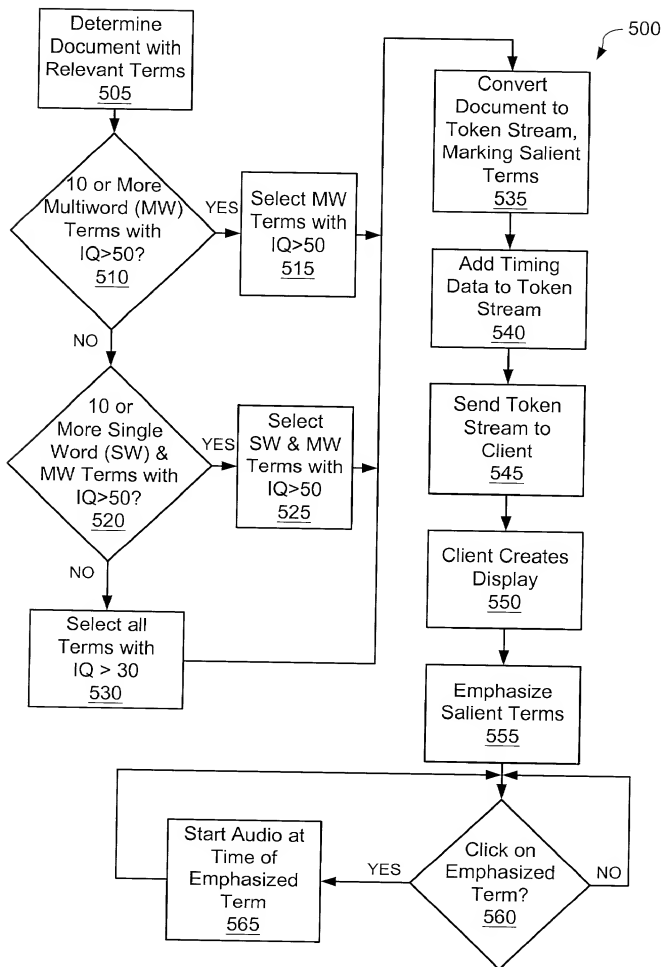 500
Determine
Document with
Relevant Terms
505
10 or More
Multiword (MW)
Terms with
IQ>50?
510
YES
Select MW
Terms with
IQ>50
515
NO
10 or
More Single
Word (SW) &
MW Terms with
IQ>50?
520
YES
Select
SW & MW
Terms with
IQ>50
525
NO
Select all
Terms with
IQ > 30
530
Convert
Document to
Token Stream,
Marking Salient
Terms
535
Add Timing
Data to Token
Stream
540
Send Token
Stream to
Client
545
Client Creates
Display
550
Emphasize
Salient Terms
555
Click on
Emphasized
Term?
560
NO
YES
Start Audio at
Time of
Emphasized
Term
565